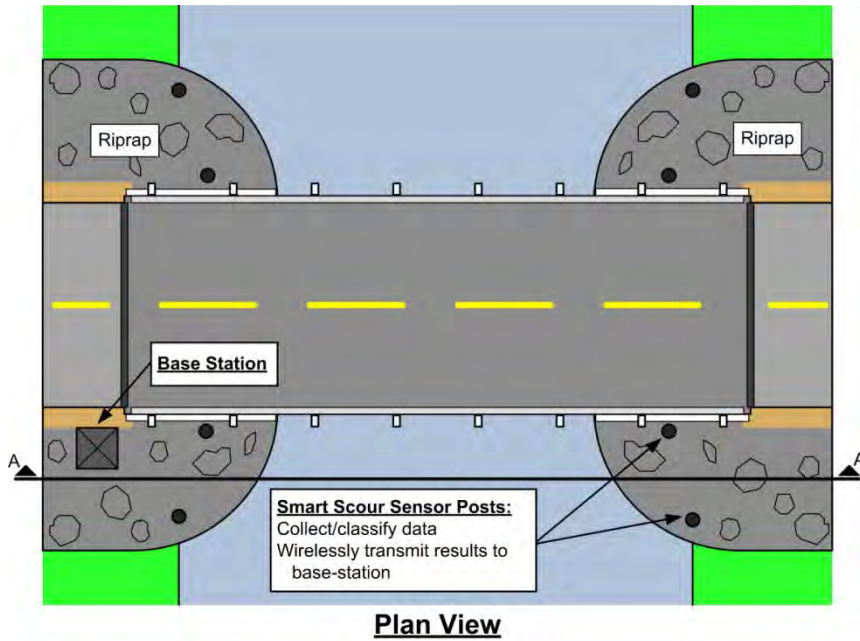 Riprap
Riprap
Base Station
A
A
Smart Scour Sensor Posts:
Collect/classify data
Wirelessly transmit results to
base-station
Plan View